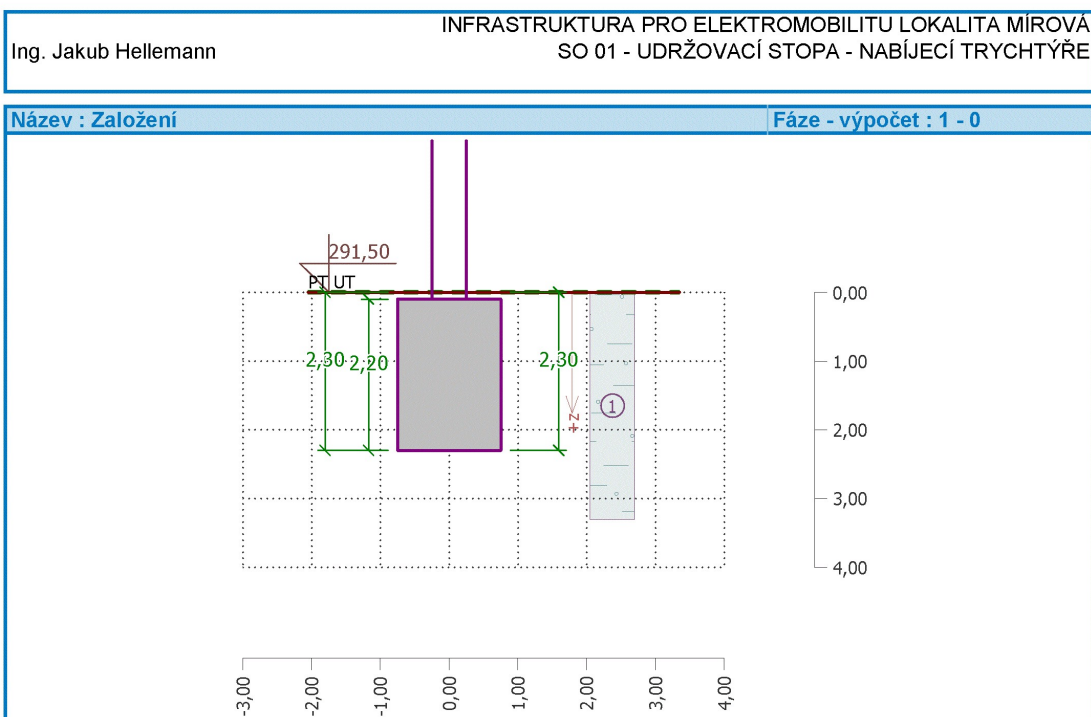 INFRASTRUKTURA PRO ELEKTROMOBILITU LOKALITA MÍROVÁ
Ing. Jakub Hellemann
SO 01 - UDRŽOVACÍ STOPA - NABÍJECÍ TRYCHTÝŘE
Název : Založení
Fáze - výpočet : 1 - 0
291,50
PT UT
0,00
2,30
2,20
2,30
1,00
1
+z
2,00
3,00
4,00
-3,00
-2,00
-1,00
0,00
1,00
2,00
3,00
4,00